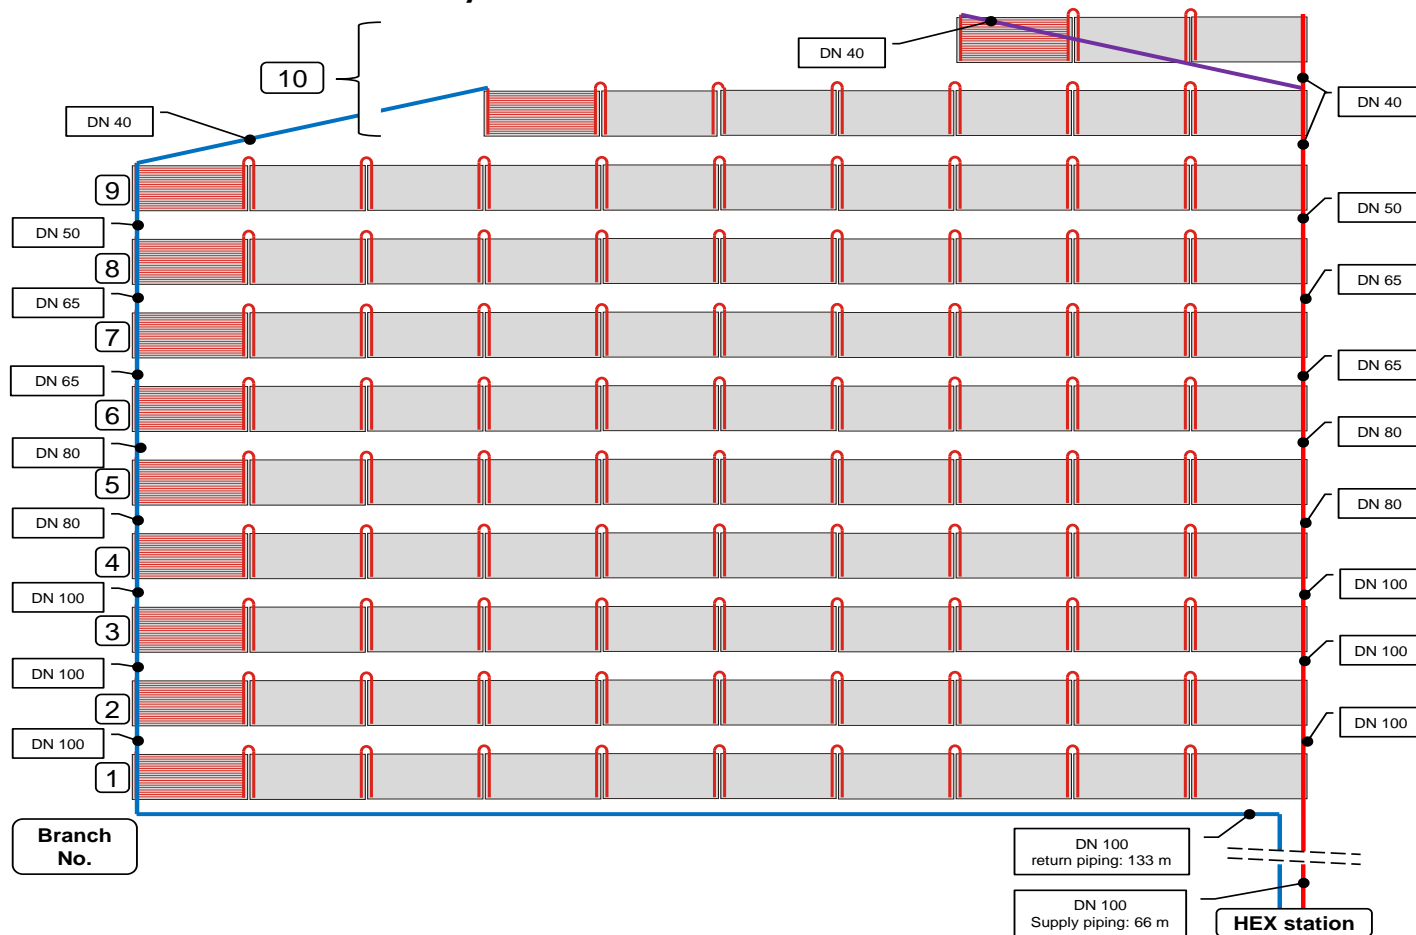 10
DN 40
DN 40
DN 40
9
DN 50
DN 50
8
DN 65
DN 65
7
DN 65
DN 65
6
DN 80
DN 80
5
DN 80
DN 80
4
DN 100
DN 100
3
DN 100
DN 100
2
DN 100
DN 100
1
Branch
No.
DN 100
return piping: 133 m
DN 100
Supply piping: 66 m
HEX station